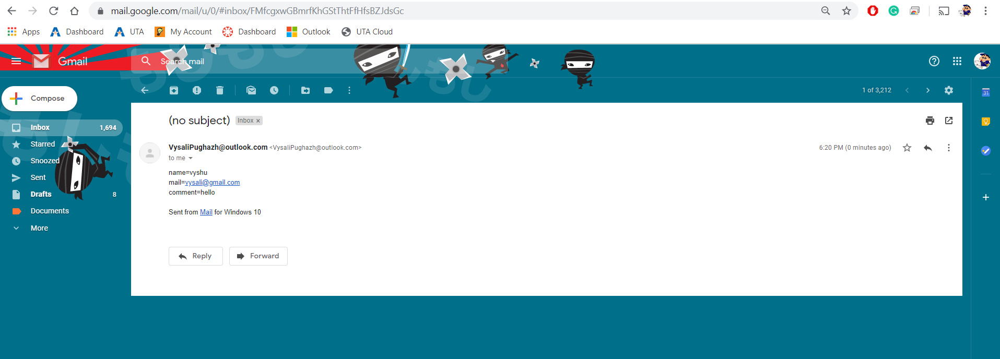 mail.google.com/mail/u/0/#inbox/FMfcgxwGBmrfKhGStThtFfHfsBZJdsGc
Apps Dashboard UTA My Account Dashboard Outlook UTA Cloud
Gmail Search mail
Compose
1 of 3,212
31
(no subject) Inbox ×
Inbox 1,694
Starred
Snoozed
Sent
Drafts 8
Documents
More
VysaliPughazh@outlook.com <VysaliPughazh@outlook.com> 6:20 PM (0 minutes ago)
to me
name=vyshu
mail=vysali@gmail.com
comment=hello
Sent from Mail for Windows 10
Reply Forward